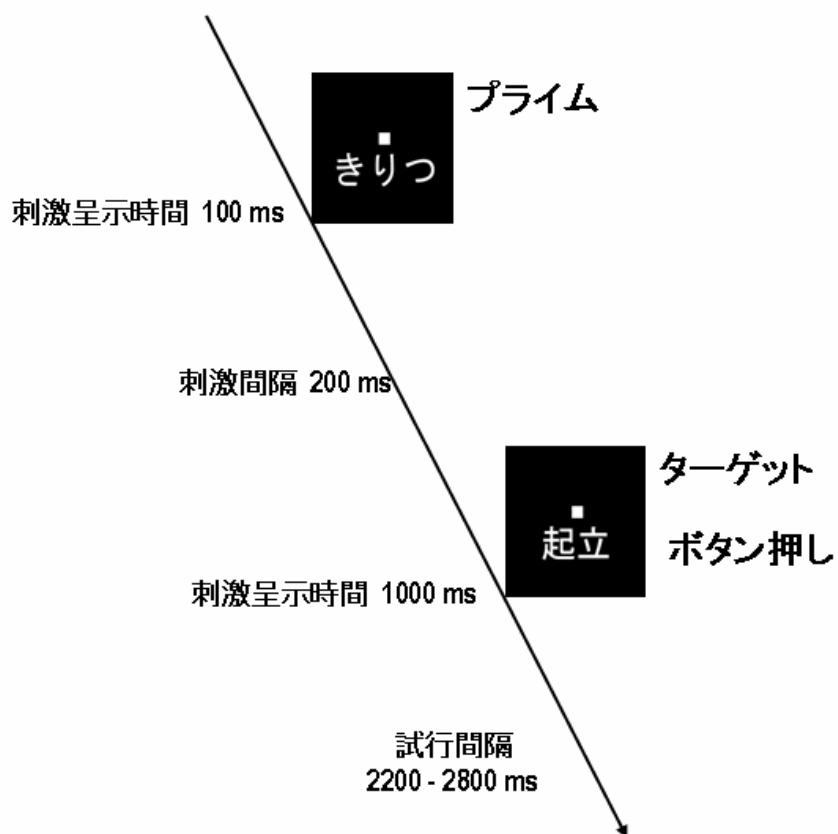 プライム
きりつ
刺激呈示時間 100 ms
刺激間隔 200 ms
ターゲット
起立
ボタン押し
刺激呈示時間 1000 ms
試行間隔
2200 - 2800 ms